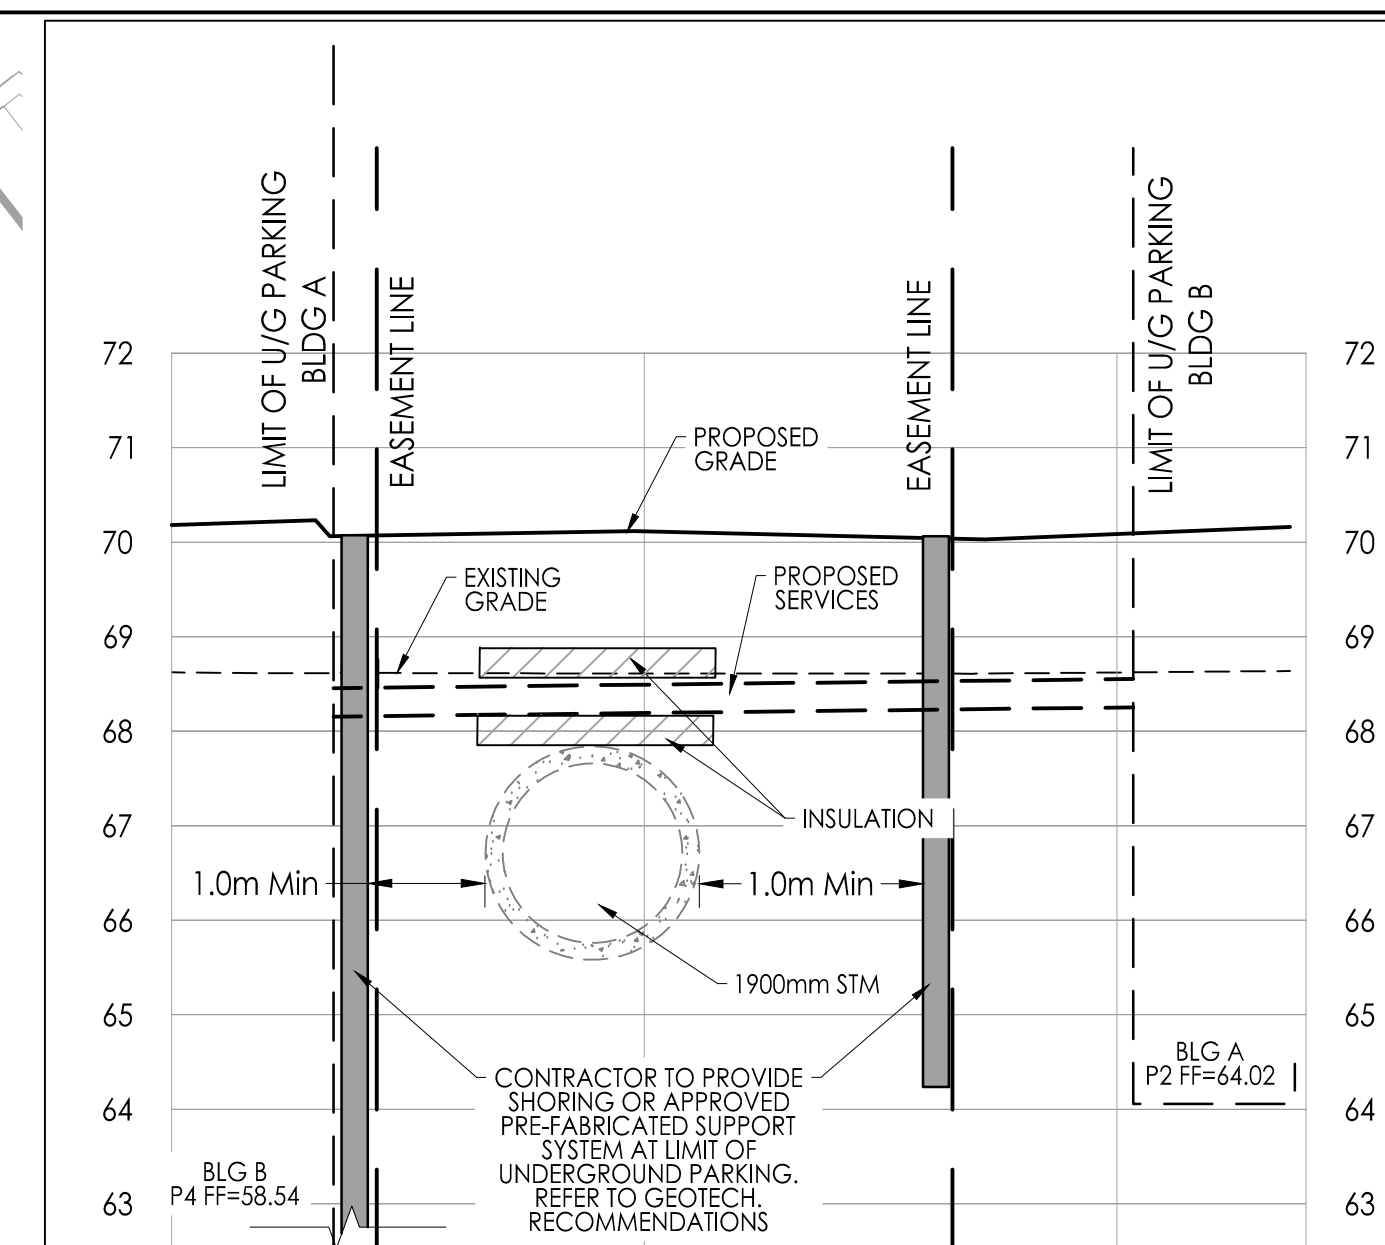 LIMIT OF U/G PARKING
BLDG A
EASEMENT LINE
EASEMENT LINE
LIMIT OF U/G PARKING
BLDG B
72
72
71
PROPOSED
GRADE
71
70
70
EXISTING
GRADE
PROPOSED
SERVICES
69
69
68
68
67
INSULATION
67
1.0m Min
1.0m Min
66
66
1900mm STM
65
65
BLG A
P2 FF=64.02
CONTRACTOR TO PROVIDE
SHORING OR APPROVED
PRE-FABRICATED SUPPORT
SYSTEM AT LIMIT OF
UNDERGROUND PARKING.
REFER TO GEOTECH.
RECOMMENDATIONS
64
64
BLG B
P4 FF=58.54
63
63